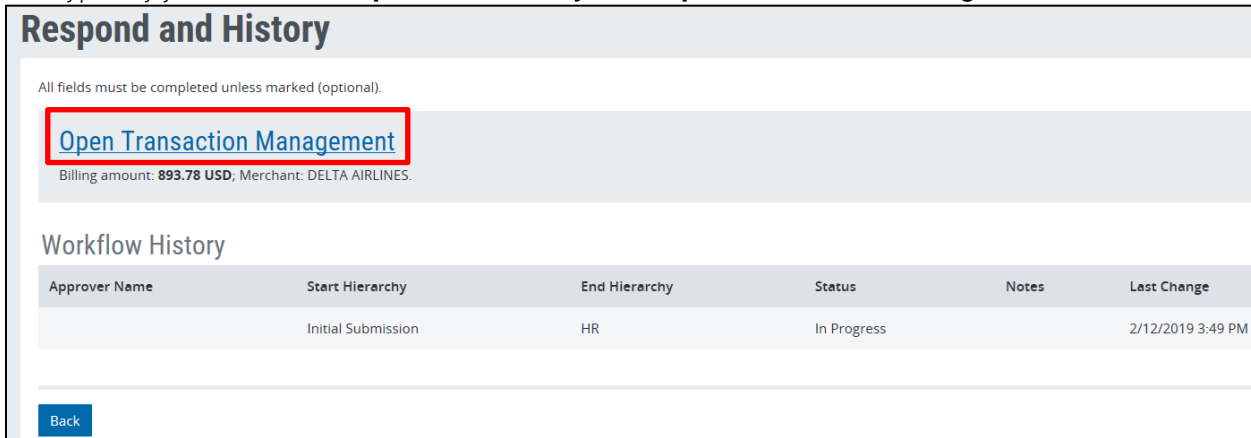 Respond and History
All fields must be completed unless marked (optional).
Open Transaction Management
Billing amount: 893.78 USD; Merchant: DELTA AIRLINES.
Workflow History
Approver Name Start Hierarchy End Hierarchy Status Notes Last Change
Initial Submission HR In Progress 2/12/2019 3:49 PM
Back